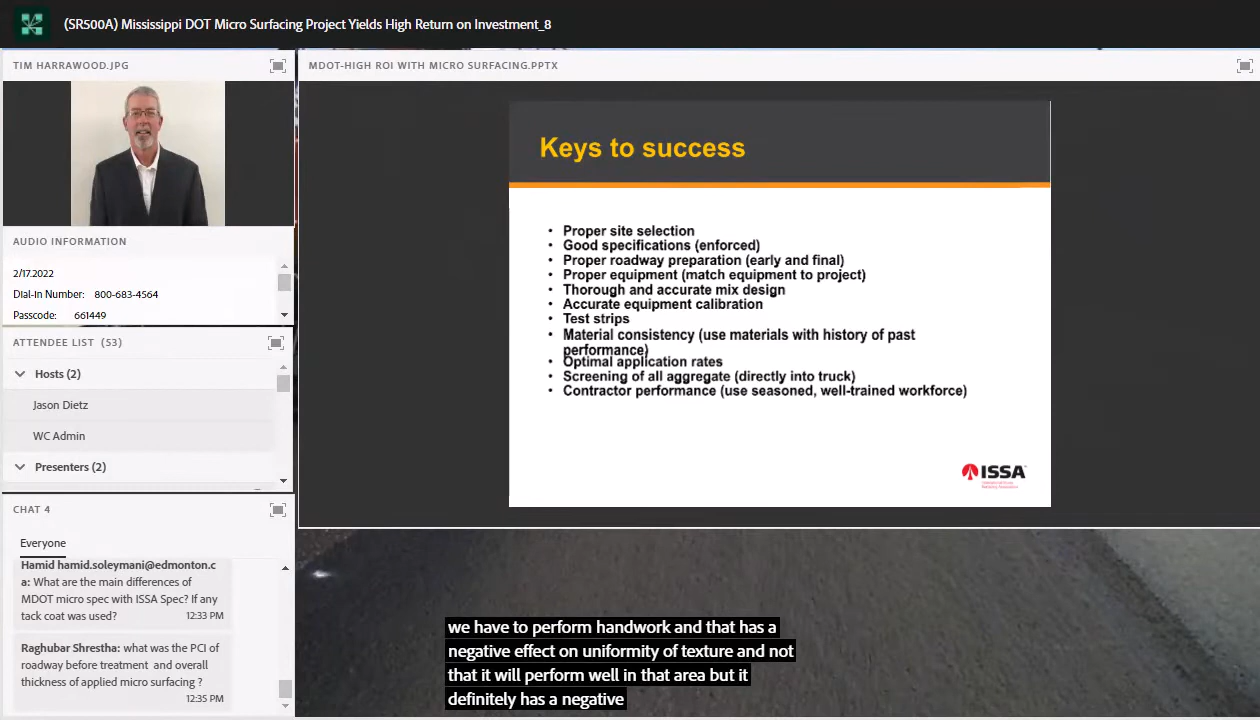 (SR500A) Mississippi DOT Micro Surfacing Project Yields High Return on Investment_8
TIM HARRAWOOD.JPG
AUDIO INFORMATION
2/17.2022
Dial-In Number: 800-683-4564
Passcode: 661449
ATTENDEE LIST (53)
Hosts (2)
Jason Dietz
WC Admin
Presenters (2)
CHAT 4
Everyone
Hamid hamid.soleymani@edmonton.c
a: What are the main differences of
MDOT micro spec with ISSA Spec? If any
tack coat was used?
12:33 PM
Raghubar Shrestha: what was the PCI of
roadway before treatment and overall
thickness of applied micro surfacing ?
12:35 PM
MDOT-HIGH ROI WITH MICRO SURFACING.PPTX
Keys to success
• Proper site selection
• Good specifications (enforced)
• Proper roadway preparation (early and final)
• Proper equipment (match equipment to project)
• Thorough and accurate mix design
• Accurate equipment calibration
• Test strips
• Material consistency (use materials with history of past
performance)
• Optimal application rates
• Screening of all aggregate (directly into truck)
• Contractor performance (use seasoned, well-trained workforce)
ISSA
we have to perform handwork and that has a
negative effect on uniformity of texture and not
that it will perform well in that area but it
definitely has a negative